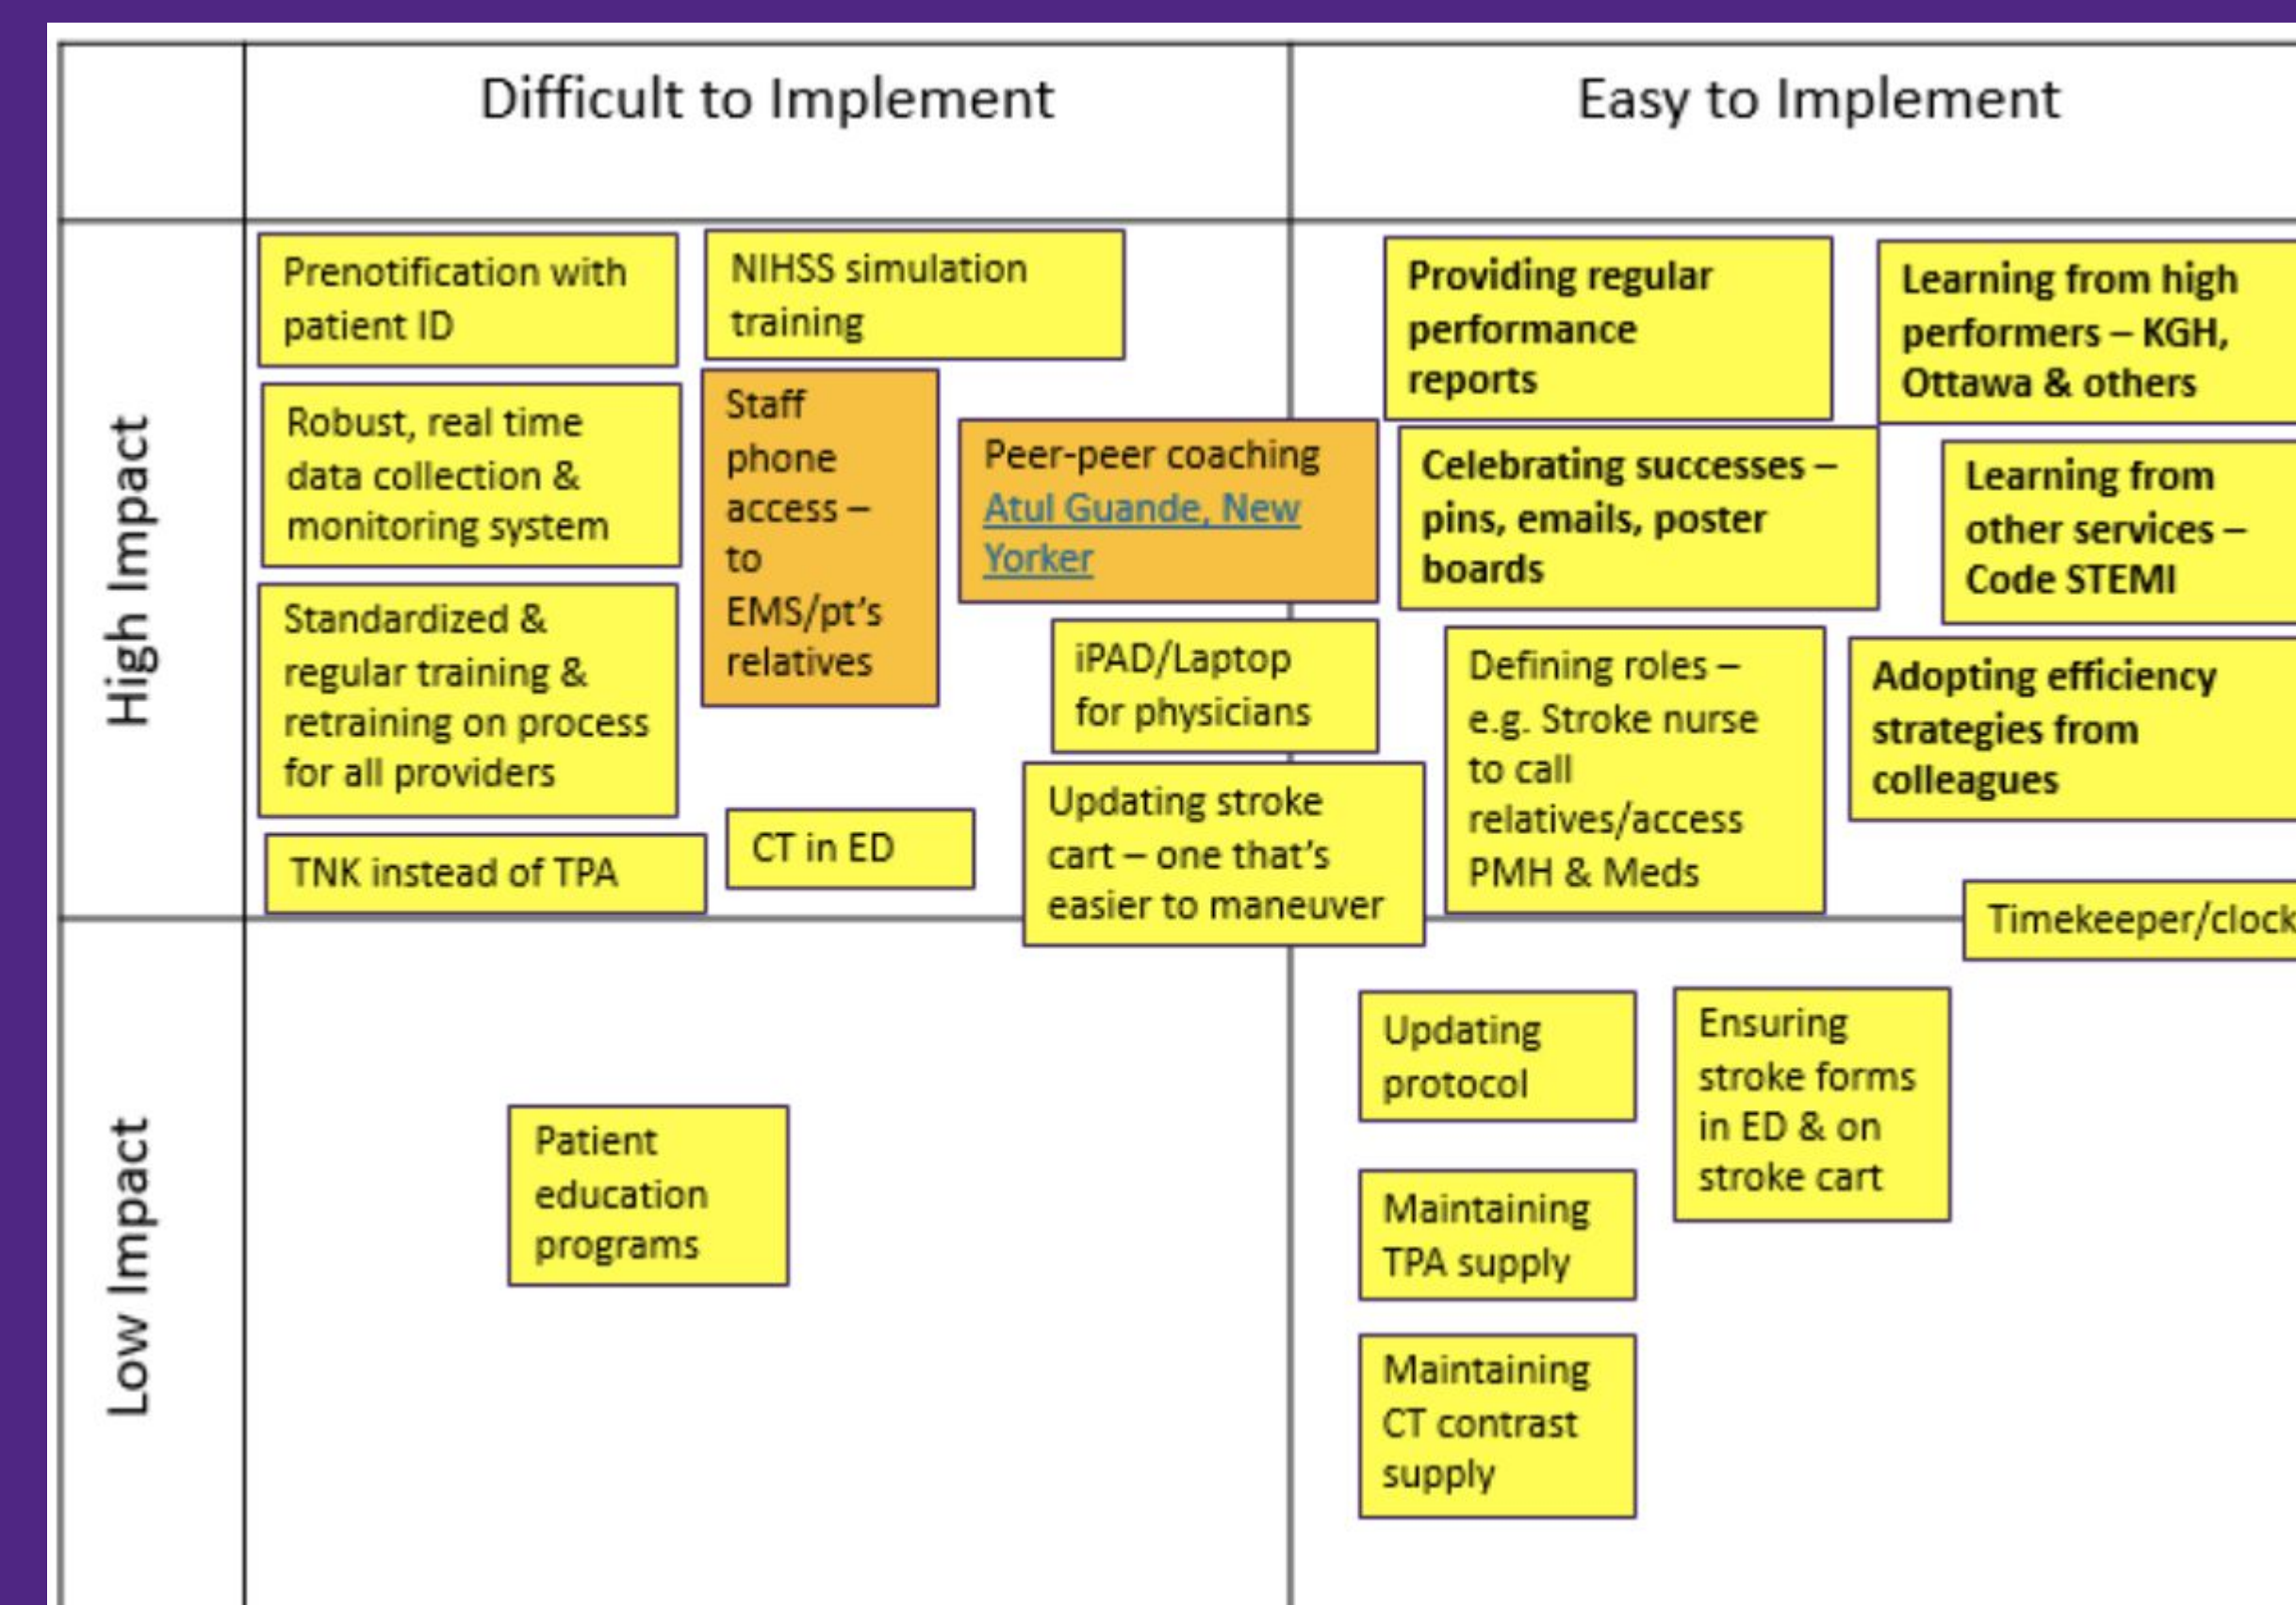 Difficult to Implement
Easy to Implement
High Impact
Prenotification with
patient ID
NIHSS simulation
training
Robust, real time
data collection &
monitoring system
Staff
phone
access –
to
EMS/pt's
relatives
Peer-peer coaching
Atul Guande, New
Yorker
Standardized &
regular training &
retraining on process
for all providers
iPAD/Laptop
for physicians
TNK instead of TPA
CT in ED
Updating stroke
cart – one that's
easier to maneuver
Providing regular
performance
reports
Learning from high
performers – KGH,
Ottawa & others
Celebrating successes –
pins, emails, poster
boards
Learning from
other services –
Code STEMI
Defining roles –
e.g. Stroke nurse
to call
relatives/access
PMH & Meds
Adopting efficiency
strategies from
colleagues
Timekeeper/clock
Low Impact
Patient
education
programs
Updating
protocol
Ensuring
stroke forms
in ED & on
stroke cart
Maintaining
TPA supply
Maintaining
CT contrast
supply